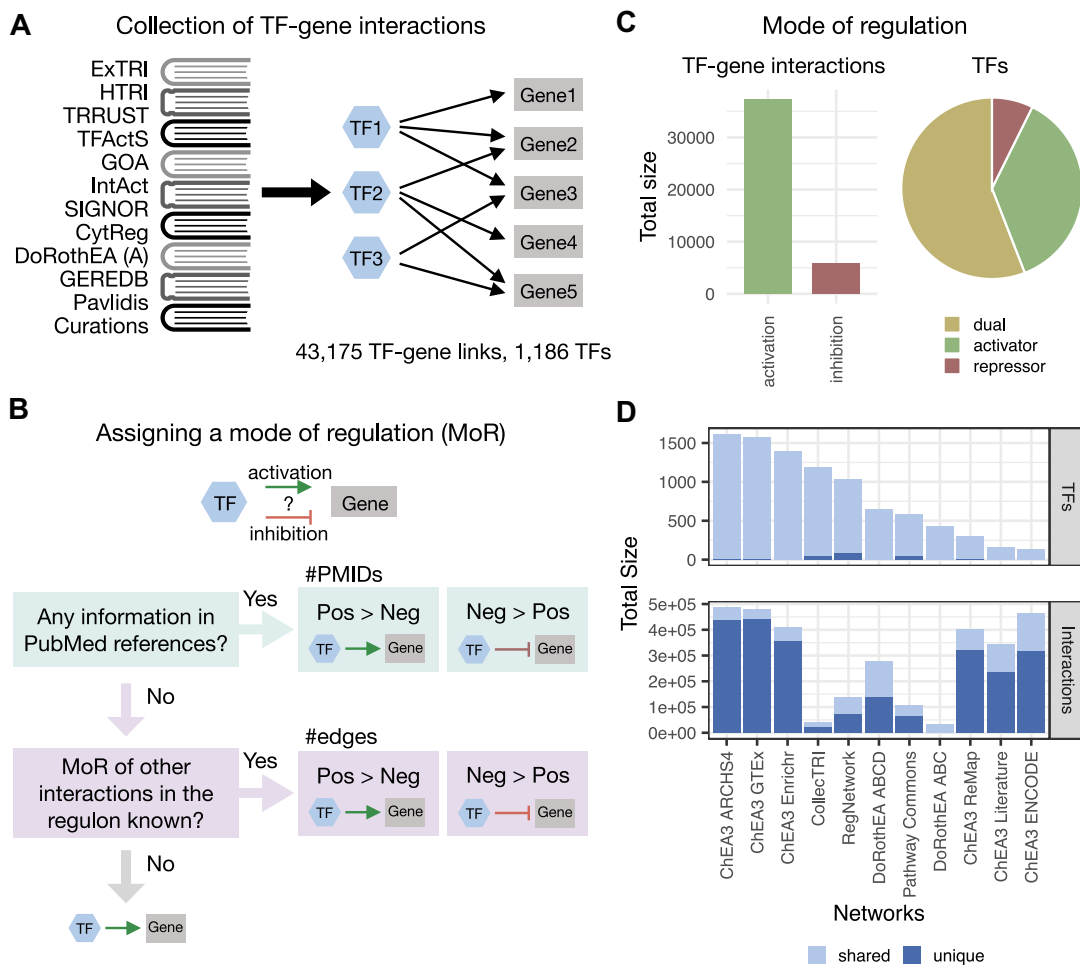 A
Collection of TF-gene interactions
ExTRI
HTRI
TRRUST
TFActS
GOA
IntAct
SIGNOR
CytReg
DoRothEA (A)
GEREDB
Pavlidis
Curations
TF1
TF2
TF3
Gene1
Gene2
Gene3
Gene4
Gene5
43,175 TF-gene links, 1,186 TFs
B
Assigning a mode of regulation (MoR)
activation
TF
?
Gene
inhibition
#PMIDs
Any information in
PubMed references?
Yes
Pos > Neg
TF
Gene
Neg > Pos
TF
Gene
No
#edges
MoR of other
interactions in the
regulon known?
Yes
Pos > Neg
TF
Gene
Neg > Pos
TF
Gene
No
TF
Gene
C
Mode of regulation
TF-gene interactions
Total size
30000
20000
10000
0
activation
inhibition
TFs
dual
activator
repressor
D
Total Size
1500
1000
500
0
TFs
5e+05
4e+05
3e+05
2e+05
1e+05
0e+00
Interactions
ChEA3 ARCHS4
ChEA3 GTEx
ChEA3 Enrichr
CollecTRI
RegNetwork
DoRothEA ABCD
Pathway Commons
DoRothEA ABC
ChEA3 ReMap
ChEA3 Literature
ChEA3 ENCODE
Networks
shared
unique